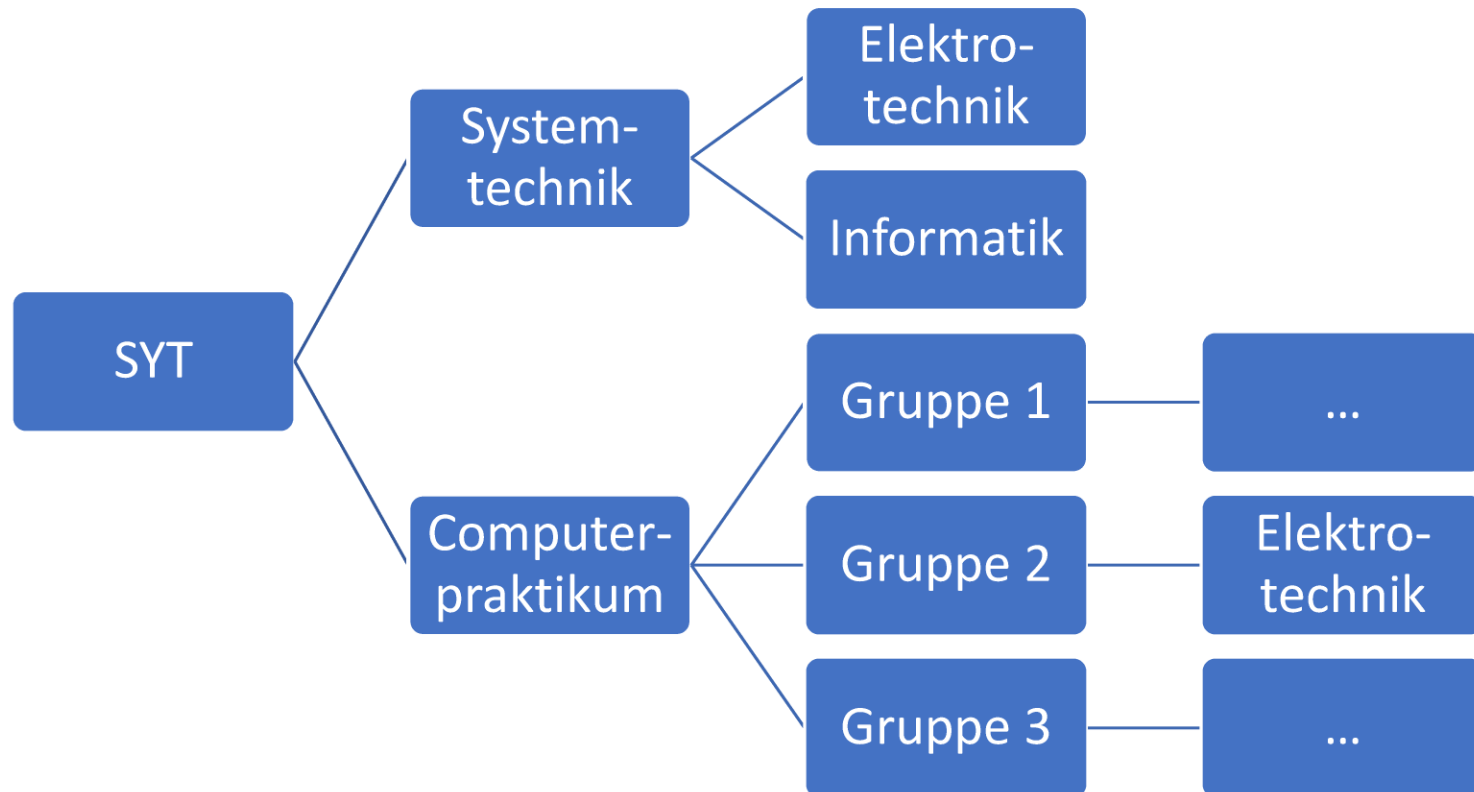 SYT
System-
technik
Elektro-
technik
Informatik
Computer-
praktikum
Gruppe 1
...
Gruppe 2
Elektro-
technik
Gruppe 3
...